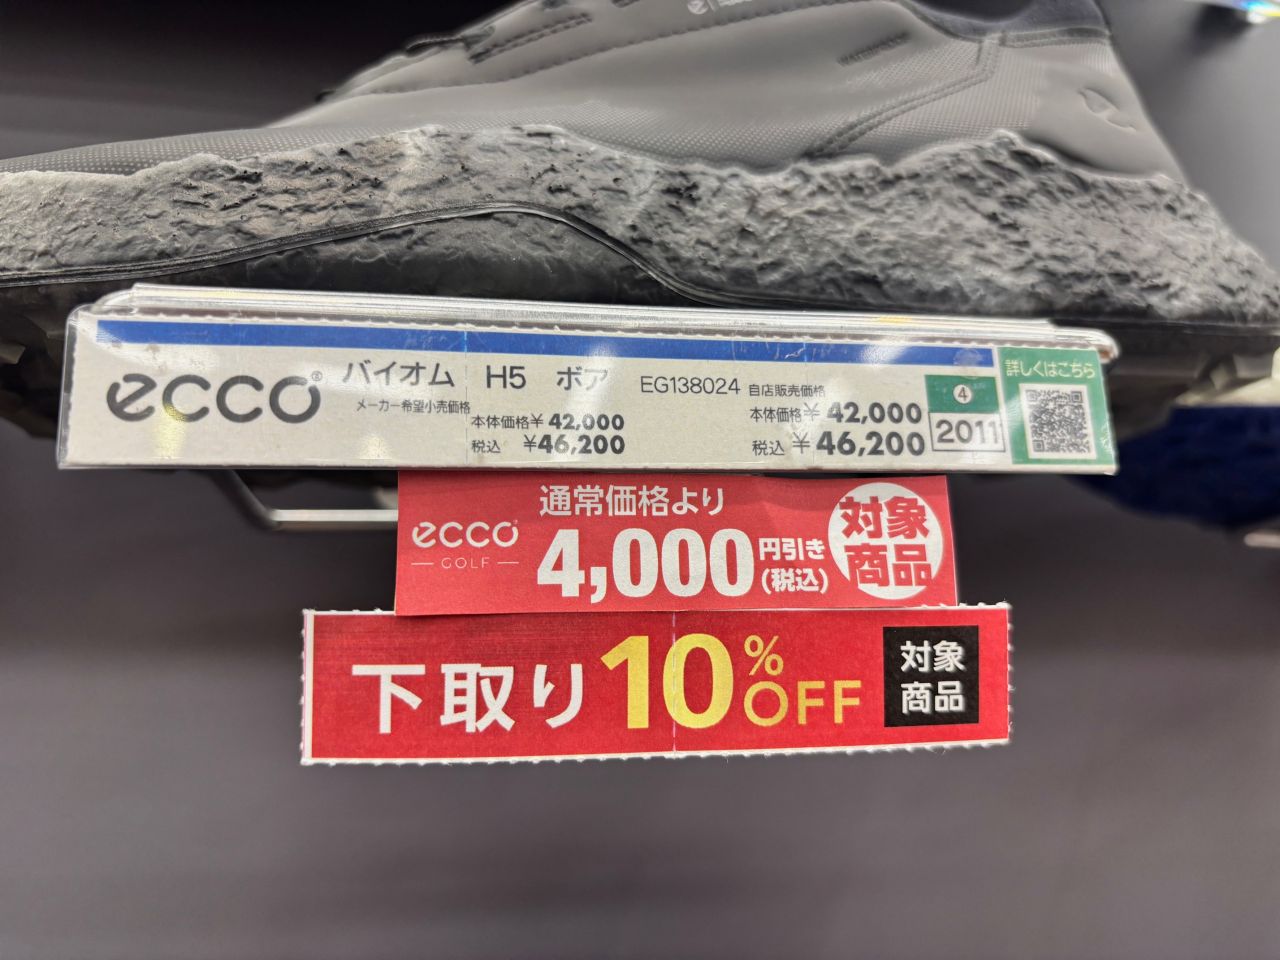 ecco バイオム H5 ボア EG138024
メーカー希望小売価格
本体価格¥ 42,000
税込 ¥46,200
自店販売価格
本体価格¥ 42,000
税込 ¥46,200
4
2011
詳しくはこちら
ecco
GOLF
通常価格より
4,000円引き
(税込)
対象
商品
下取り10%OFF
対象
商品